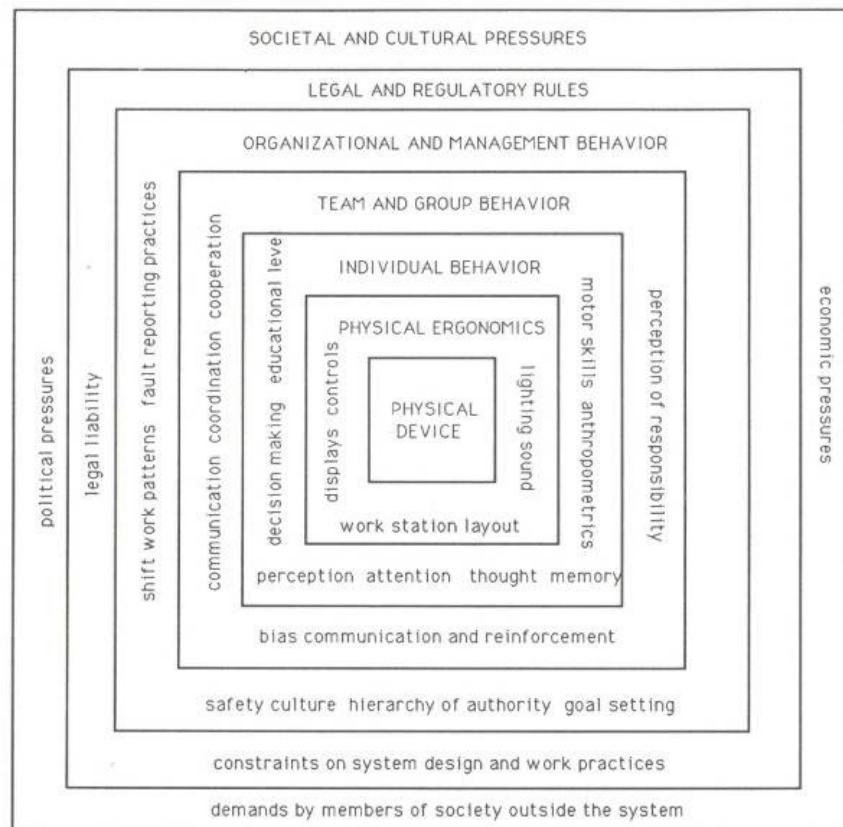 SOCIETAL AND CULTURAL PRESSURES
LEGAL AND REGULATORY RULES
ORGANIZATIONAL AND MANAGEMENT BEHAVIOR
TEAM AND GROUP BEHAVIOR
INDIVIDUAL BEHAVIOR
PHYSICAL ERGONOMICS
PHYSICAL
DEVICE
political pressures
legal liability
shift work patterns fault reporting practices
communication coordination cooperation
decision making educational level
displays controls
lighting sound
motor skills anthropometrics
perception of responsibility
economic pressures
work station layout
perception attention thought memory
bias communication and reinforcement
safety culture hierarchy of authority goal setting
constraints on system design and work practices
demands by members of society outside the system